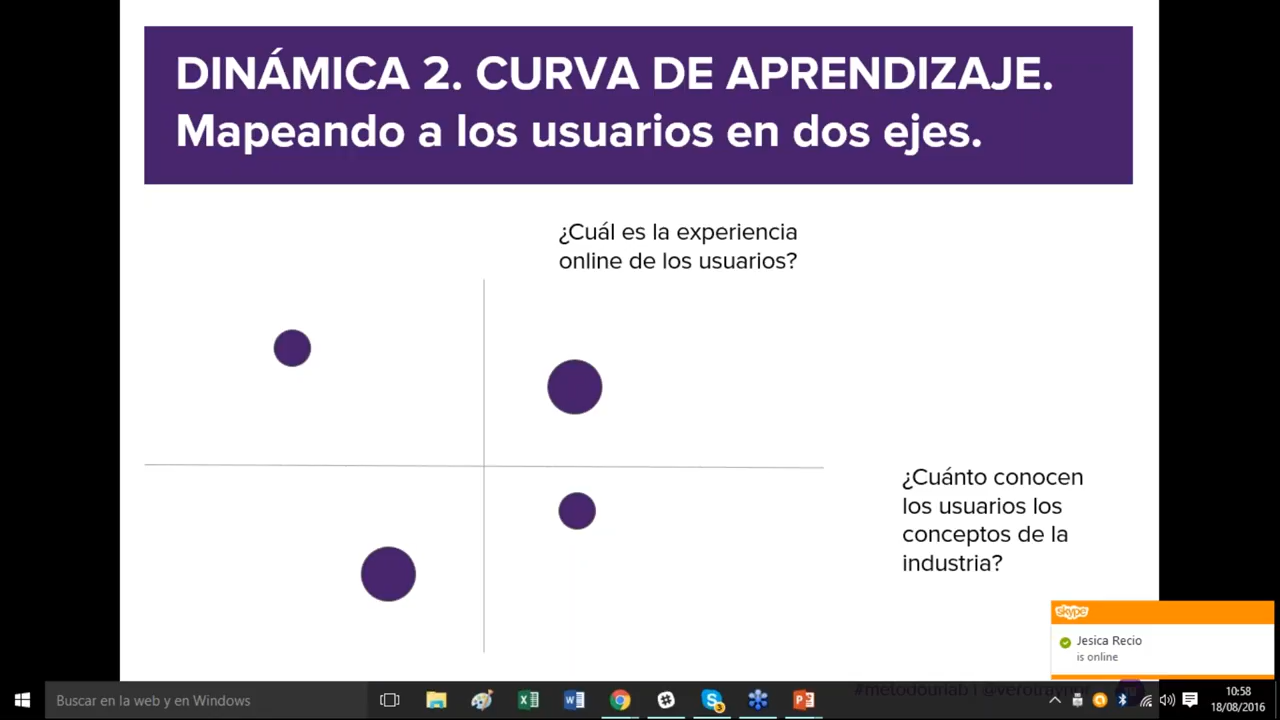 DINÁMICA 2. CURVA DE APRENDIZAJE.
Mapeando a los usuarios en dos ejes.
¿Cuál es la experiencia
online de los usuarios?
¿Cuánto conocen
los usuarios los
conceptos de la
industria?
skype
Jesica Recio
is online
Buscar en la web y en Windows
3
10:58
18/08/2016